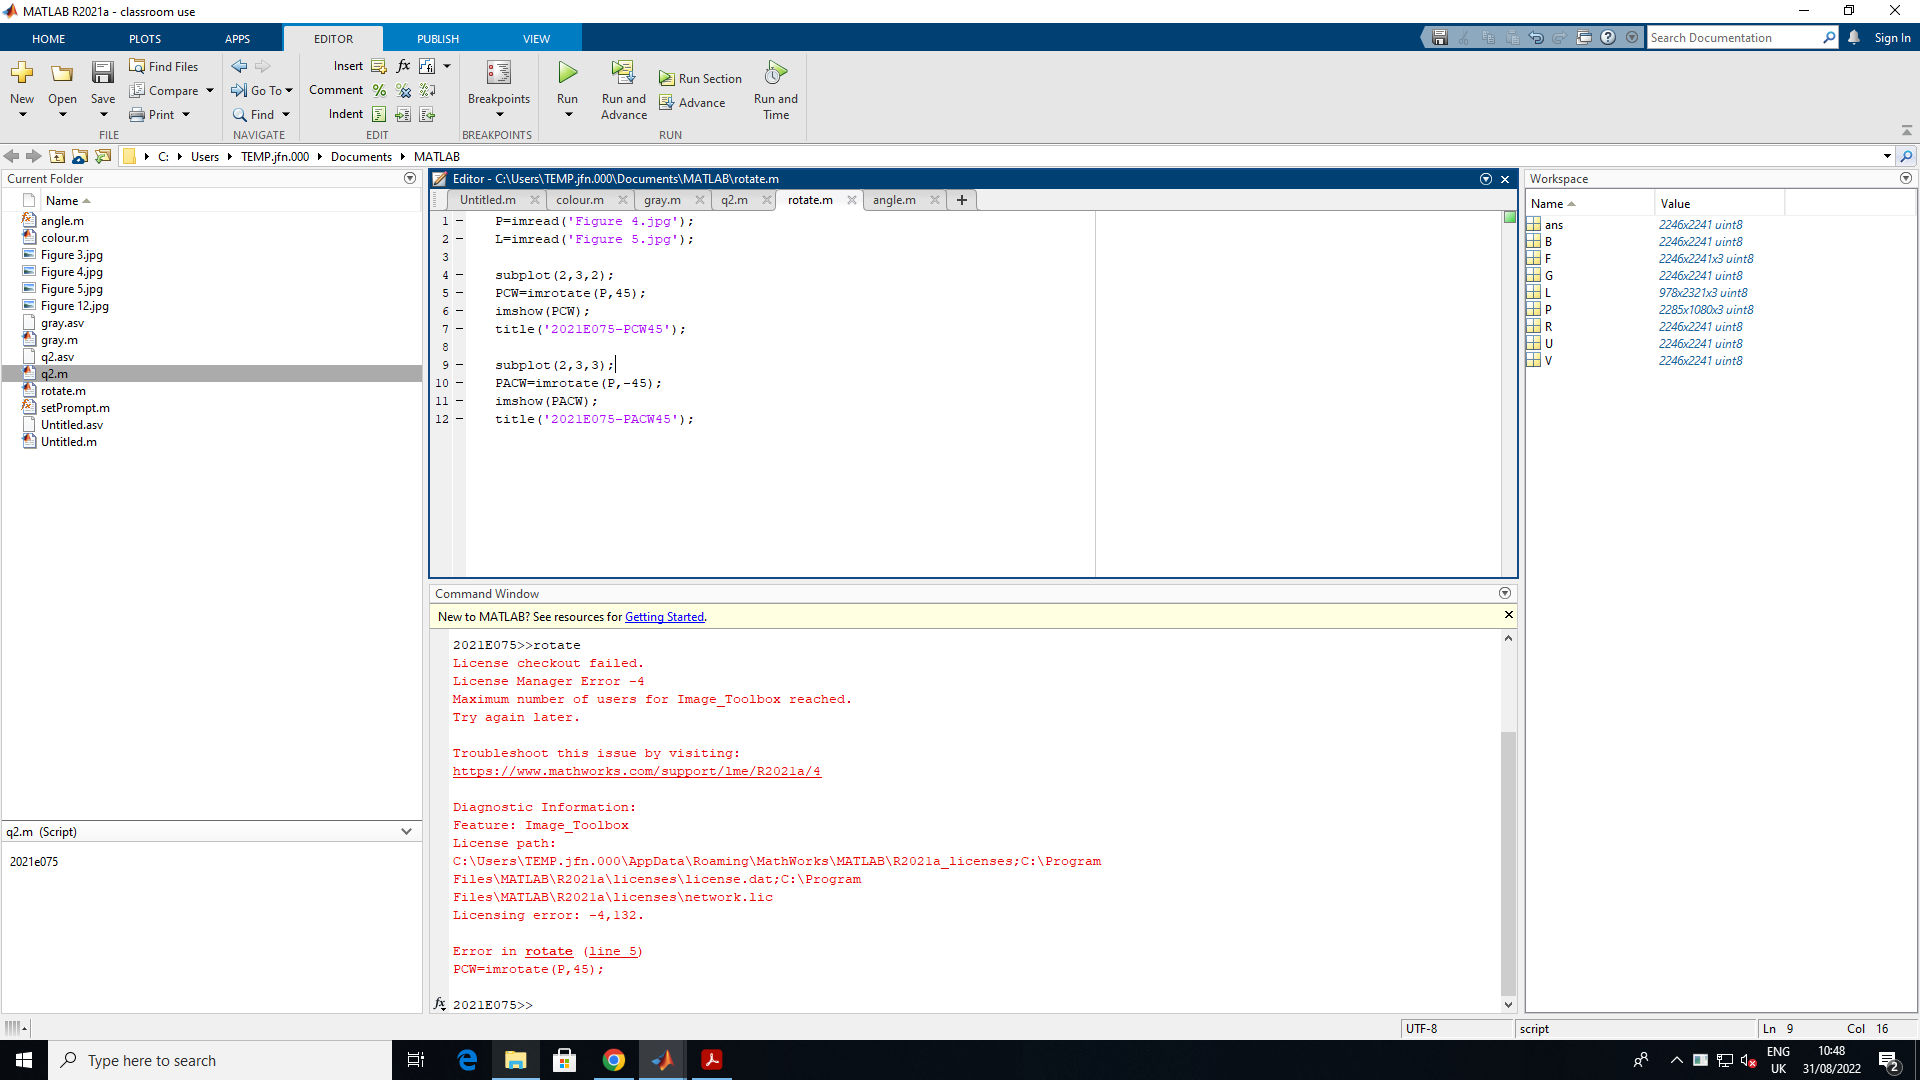 MATLAB R2021a - classroom use
HOME PLOTS APPS EDITOR PUBLISH VIEW
Search Documentation
Sign In
New
Open
Save
Find Files
Compare
Print
FILE
Go To
Find
NAVIGATE
Insert
fx
Comment
Indent
EDIT
Breakpoints
BREAKPOINTS
Run
Run and Advance
Run Section
Advance
Run and Time
RUN
C: Users TEMP.jfn.000 Documents MATLAB
Current Folder
Name
angle.m
colour.m
Figure 3.jpg
Figure 4.jpg
Figure 5.jpg
Figure 12.jpg
gray.asv
gray.m
q2.asv
q2.m
rotate.m
setPrompt.m
Untitled.asv
Untitled.m
q2.m (Script)
2021e075
Editor - C:\Users\TEMP.jfn.000\Documents\MATLAB\rotate.m
Untitled.m colour.m gray.m q2.m rotate.m angle.m
1 P=imread('Figure 4.jpg');
2 L=imread('Figure 5.jpg');
3
4 subplot(2,3,2);
5 PCW=imrotate(P,45);
6 imshow(PCW);
7 title('2021E075-PCW45');
8
9 subplot(2,3,3);
10 PACW=imrotate(P,-45);
11 imshow(PACW);
12 title('2021E075-PACW45');
Command Window
New to MATLAB? See resources for Getting Started.
2021E075>>rotate
License checkout failed.
License Manager Error -4
Maximum number of users for Image_Toolbox reached.
Try again later.
Troubleshoot this issue by visiting:
https://www.mathworks.com/support/lme/R2021a/4
Diagnostic Information:
Feature: Image_Toolbox
License path:
C:\Users\TEMP.jfn.000\AppData\Roaming\MathWorks\MATLAB\R2021a_licenses;C:\Program
Files\MATLAB\R2021a\licenses\license.dat;C:\Program
Files\MATLAB\R2021a\licenses\network.lic
Licensing error: -4,132.
Error in rotate (line 5)
PCW=imrotate(P,45);
fx 2021E075>>
Workspace
Name Value
ans 2246x2241 uint8
B 2246x2241 uint8
F 2246x2241x3 uint8
G 2246x2241 uint8
L 978x2321x3 uint8
P 2285x1080x3 uint8
R 2246x2241 uint8
U 2246x2241 uint8
V 2246x2241 uint8
UTF-8 script Ln 9 Col 16
Type here to search
ENG
UK
10:48
31/08/2022
2